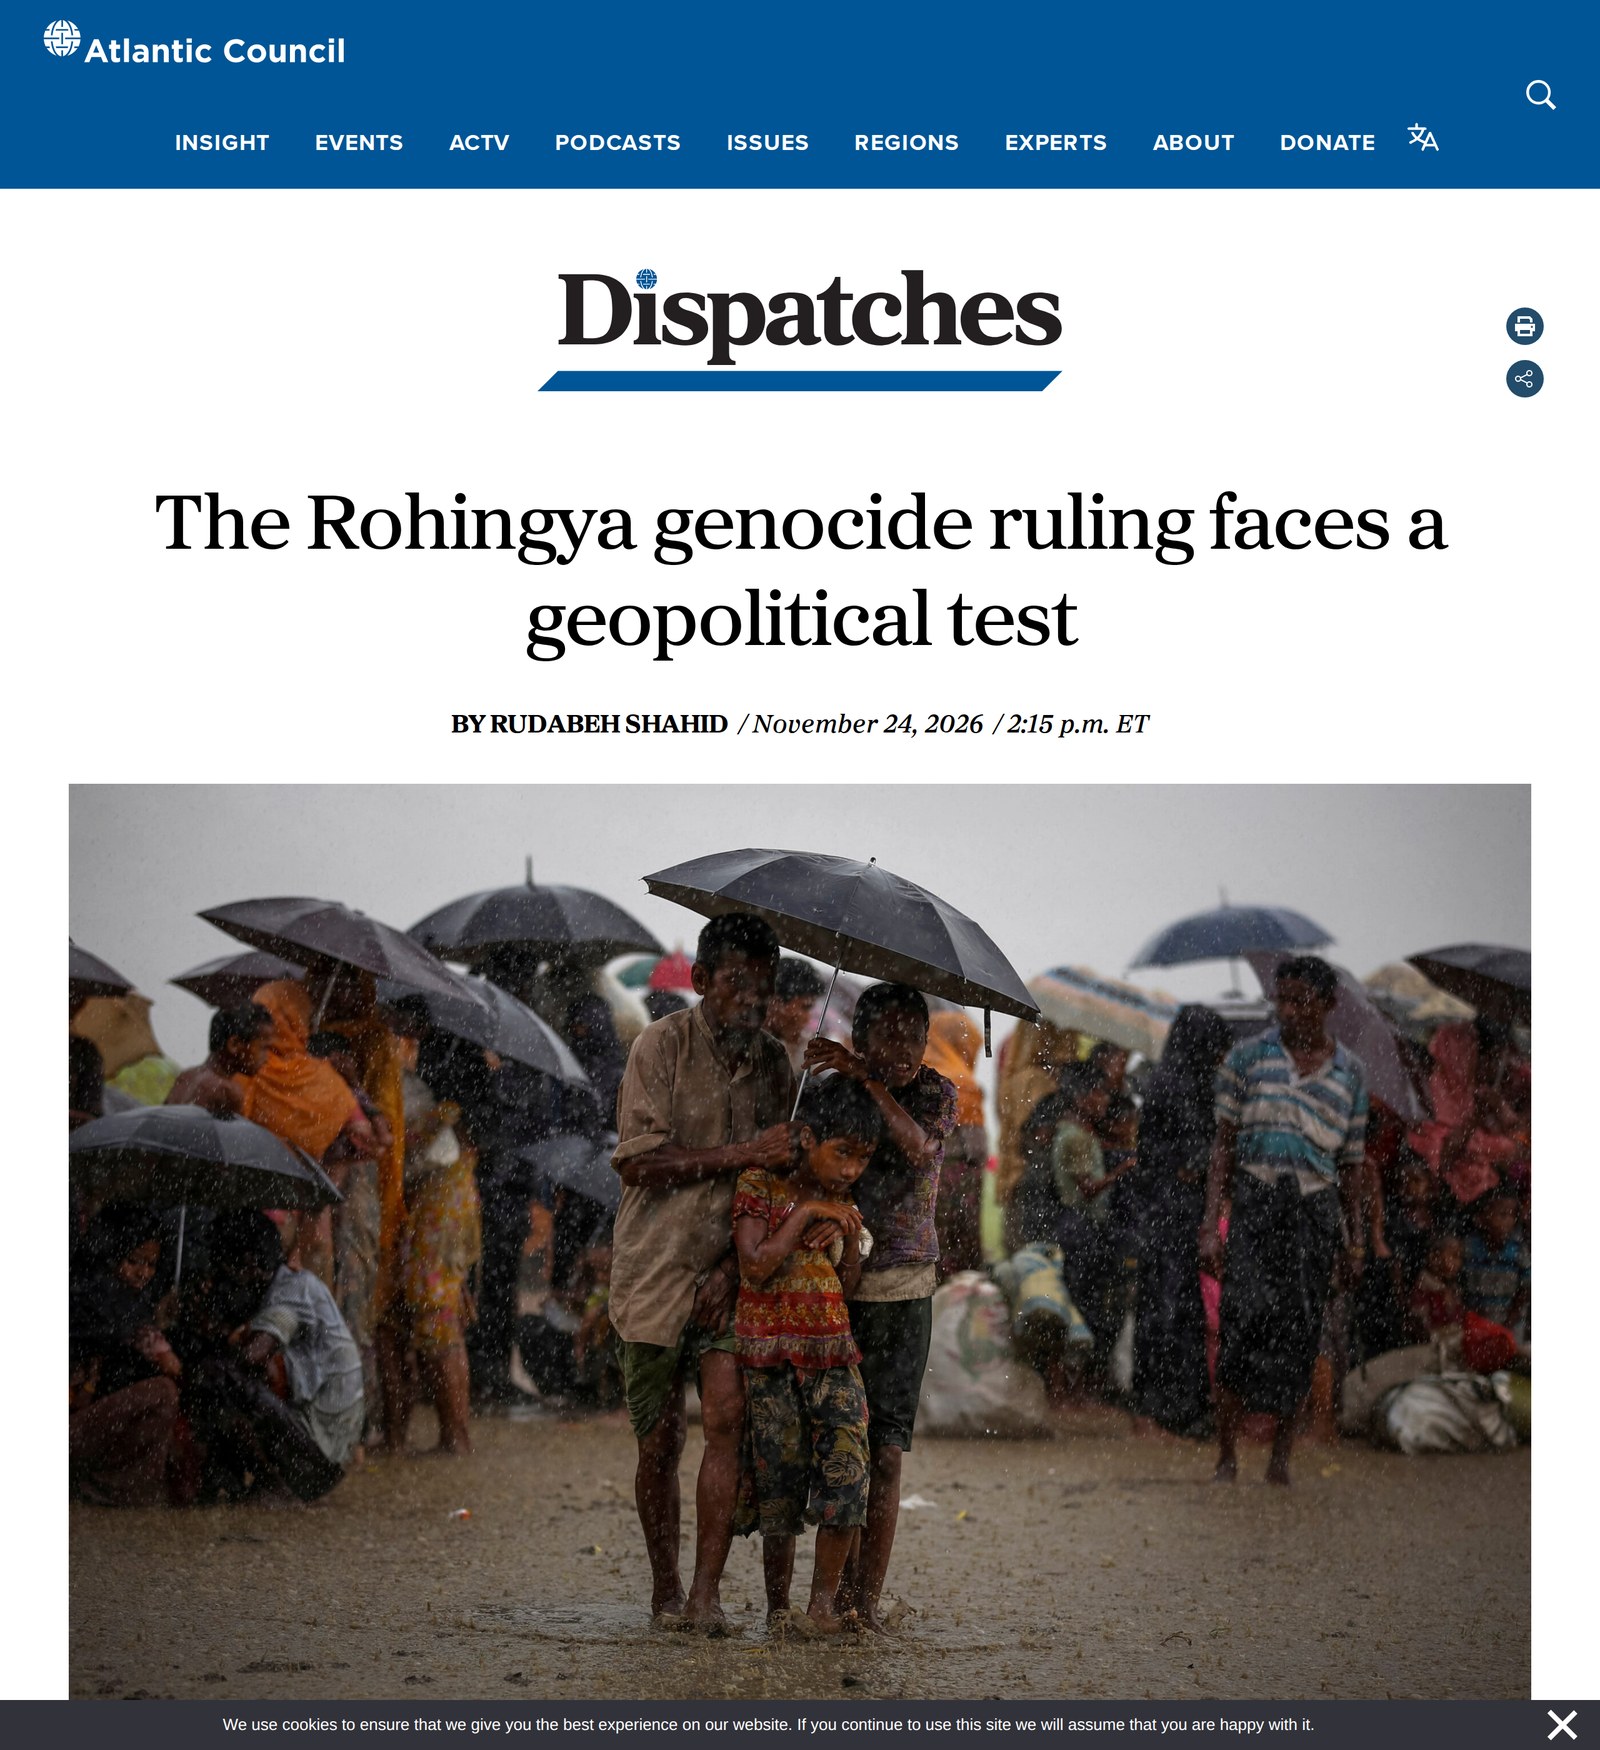 Atlantic Council
INSIGHT EVENTS ACTV PODCASTS ISSUES REGIONS EXPERTS ABOUT DONATE
Dispatches
The Rohingya genocide ruling faces a
geopolitical test
BY RUDABEH SHAHID / November 24, 2026 / 2:15 p.m. ET
We use cookies to ensure that we give you the best experience on our website. If you continue to use this site we will assume that you are happy with it.